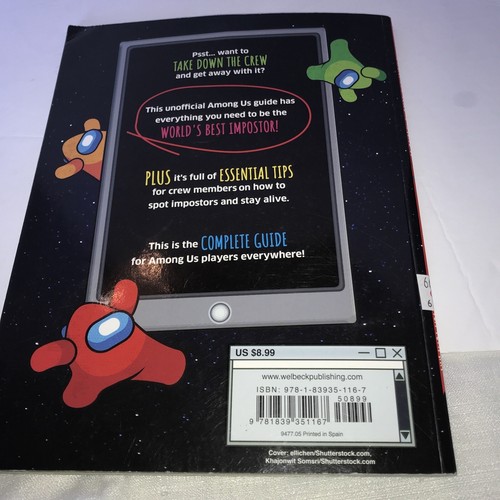 Psst... want to
TAKE DOWN THE CREW
and get away with it?
This unofficial Among Us guide has
everything you need to be the
WORLD'S BEST IMPOSTOR!
PLUS it's full of ESSENTIAL TIPS
for crew members on how to
spot impostors and stay alive.
This is the COMPLETE GUIDE
for Among Us players everywhere!
US $8.99
www.welbeckpublishing.com
ISBN: 978-1-83935-116-7
50899
9 781839 351167
9477-05 Printed in Spain
Cover: ellichen/Shutterstock.com,
Khajonwit Somsri/Shutterstock.com